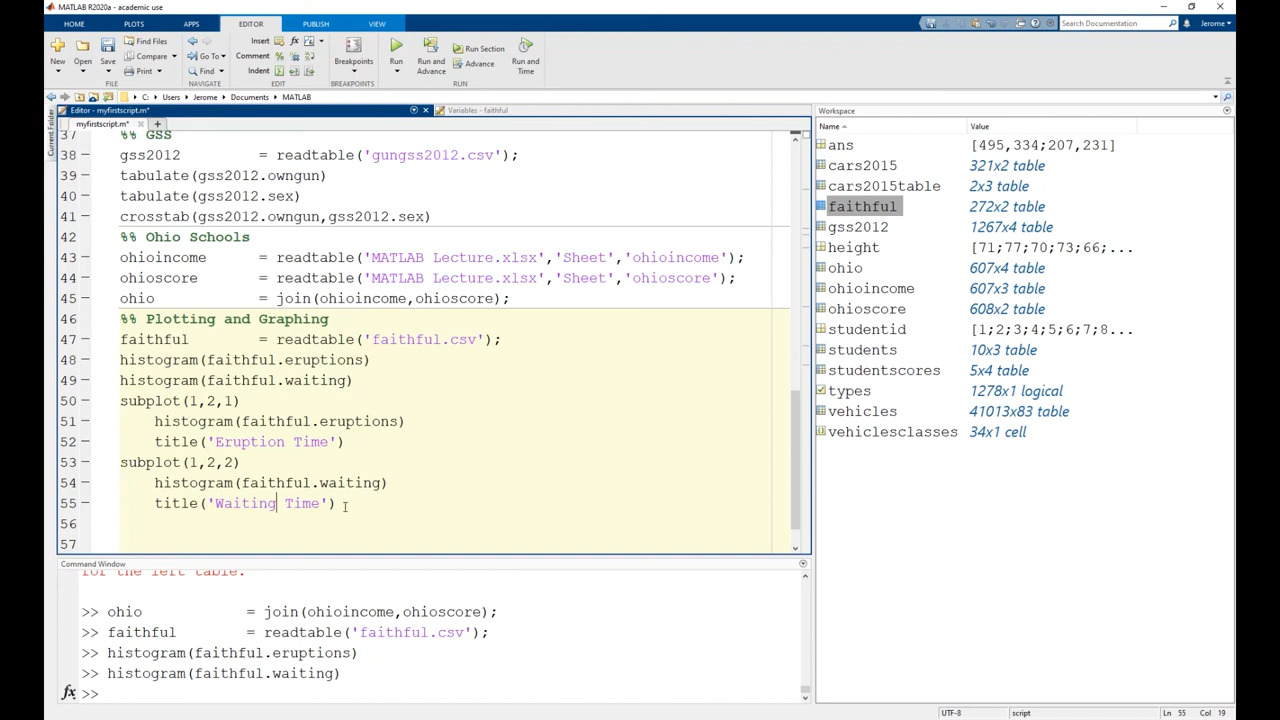 MATLAB R2020a - academic use
HOME PLOTS APPS EDITOR PUBLISH VIEW Search Documentation Jerome
New Open Save Find Files Compare Print Go To Find Insert Comment Indent fx Breakpoints Run Run and Advance Run Section Advance Run and Time
FILE NAVIGATE EDIT BREAKPOINTS RUN
C: Users Jerome Documents MATLAB
Current Folder
Editor - myfirstscript.m* Variables - faithful
myfirstscript.m* +
37 %% GSS
38 gss2012 = readtable('gungss2012.csv');
39 tabulate(gss2012.owngun)
40 tabulate(gss2012.sex)
41 crosstab(gss2012.owngun,gss2012.sex)
42 %% Ohio Schools
43 ohioincome = readtable('MATLAB Lecture.xlsx','Sheet','ohioincome');
44 ohioscore = readtable('MATLAB Lecture.xlsx','Sheet','ohioscore');
45 ohio = join(ohioincome,ohioscore);
46 %% Plotting and Graphing
47 faithful = readtable('faithful.csv');
48 histogram(faithful.eruptions)
49 histogram(faithful.waiting)
50 subplot(1,2,1)
51 histogram(faithful.eruptions)
52 title('Eruption Time')
53 subplot(1,2,2)
54 histogram(faithful.waiting)
55 title('Waiting Time')
56
57
Command Window
for the left table.
>> ohio = join(ohioincome,ohioscore);
>> faithful = readtable('faithful.csv');
>> histogram(faithful.eruptions)
>> histogram(faithful.waiting)
fx >>
Workspace
Name Value
ans [495,334;207,231]
cars2015 321x2 table
cars2015table 2x3 table
faithful 272x2 table
gss2012 1267x4 table
height [71;77;70;73;66;...
ohio 607x4 table
ohioincome 607x3 table
ohioscore 608x2 table
studentid [1;2;3;4;5;6;7;8...
students 10x3 table
studentscores 5x4 table
types 1278x1 logical
vehicles 41013x83 table
vehiclesclasses 34x1 cell
UTF-8 script Ln 55 Col 19